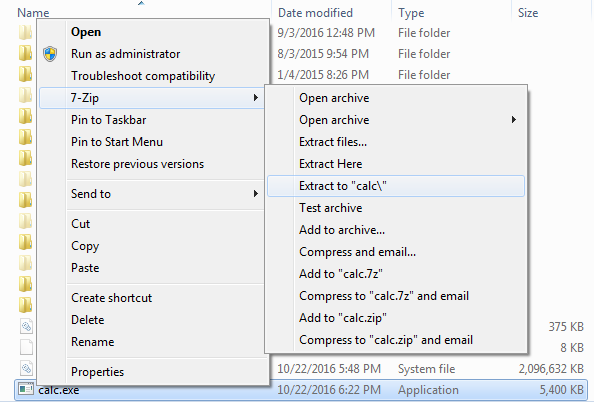 Name Date modified Type Size
9/3/2016 12:48 PM File folder
Open
8/3/2015 9:54 PM File folder
Run as administrator
1/4/2015 8:26 PM File folder
Troubleshoot compatibility
7-Zip
Pin to Taskbar
Pin to Start Menu
Restore previous versions
Send to
Cut
Copy
Paste
Create shortcut
Delete
Rename
Properties
Open archive
Open archive
Extract files...
Extract Here
Extract to "calc\"
Test archive
Add to archive...
Compress and email...
Add to "calc.7z"
Compress to "calc.7z" and email
Add to "calc.zip"
Compress to "calc.zip" and email
375 KB
8 KB
10/22/2016 5:48 PM System file 2,096,632 KB
calc.exe 10/22/2016 6:22 PM Application 5,400 KB